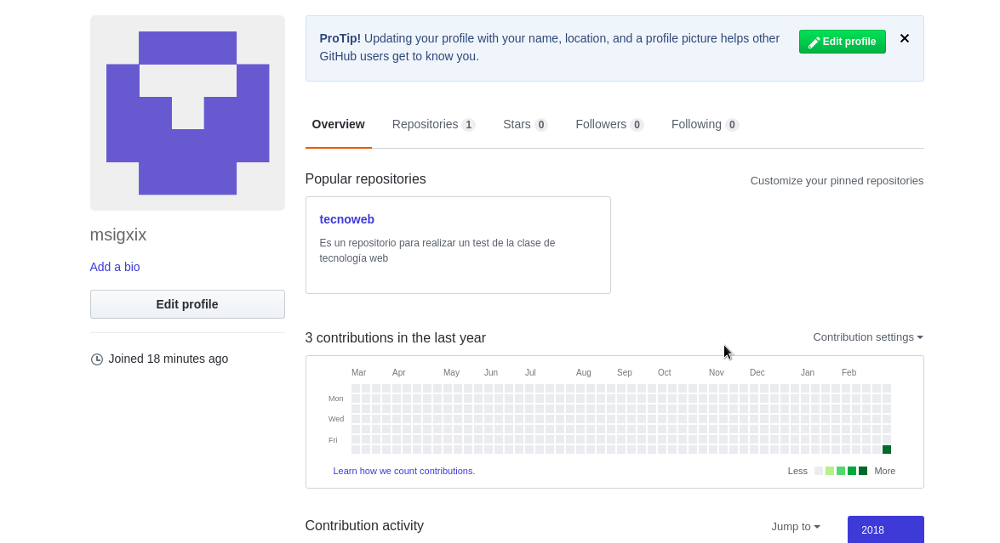 ProTip! Updating your profile with your name, location, and a profile picture helps other
GitHub users get to know you.
Edit profile
Overview Repositories 1 Stars 0 Followers 0 Following 0
Popular repositories
Customize your pinned repositories
tecnoweb
Es un repositorio para realizar un test de la clase de
tecnología web
msigxix
Add a bio
Edit profile
Joined 18 minutes ago
3 contributions in the last year
Contribution settings
Mar Apr May Jun Jul Aug Sep Oct Nov Dec Jan Feb
Mon
Wed
Fri
Learn how we count contributions.
Less More
Contribution activity
Jump to
2018